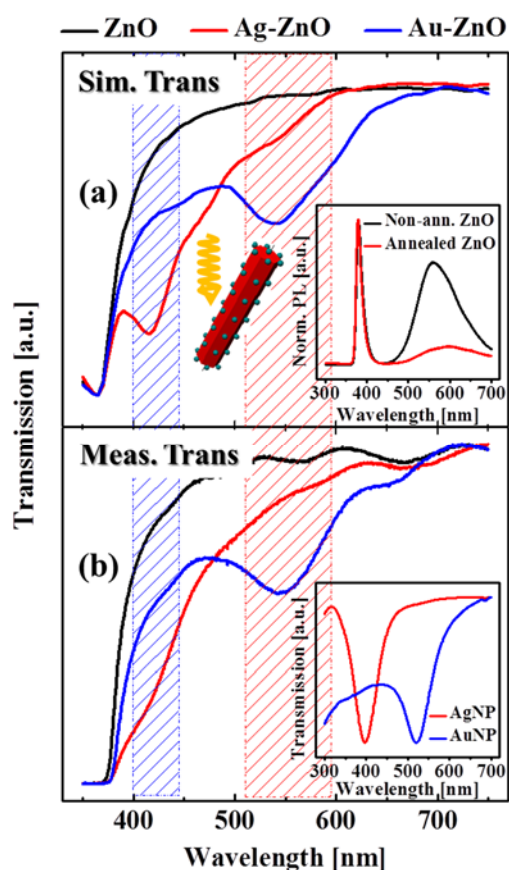 ZnO Ag-ZnO Au-ZnO
Sim. Trans
(a)
Non-ann. ZnO
Annealed ZnO
Norm. PL [a.u.]
300 400 500 600 700
Wavelength [nm]
Transmission [a.u.]
Meas. Trans
(b)
Transmission [a.u.]
AgNP
AuNP
300 400 500 600 700
Wavelength [nm]
400 500 600 700
Wavelength [nm]